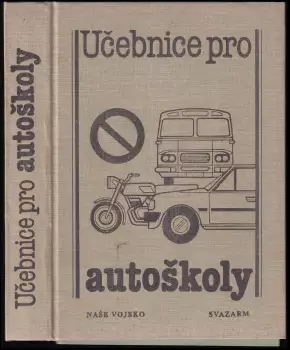 Učebnice pro autoškoly
Učebnice pro
autoškoly
NAŠE VOJSKO SVAZARM